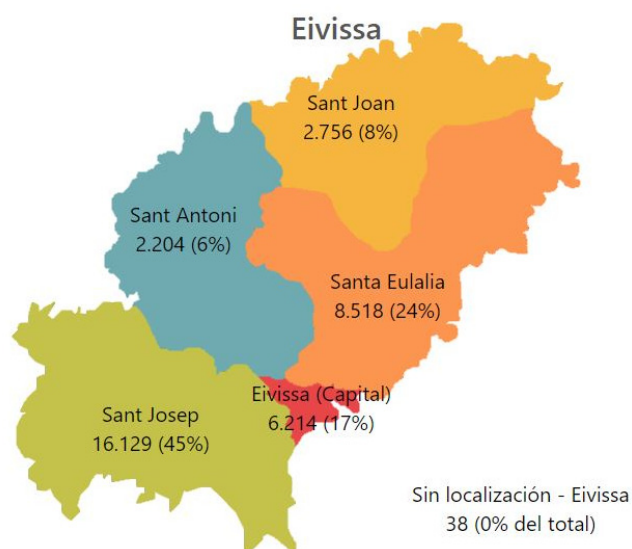 Eivissa
Sant Joan
2.756 (8%)
Sant Antoni
2.204 (6%)
Santa Eulalia
8.518 (24%)
Eivissa (Capital)
6.214 (17%)
Sant Josep
16.129 (45%)
Sin localización - Eivissa
38 (0% del total)